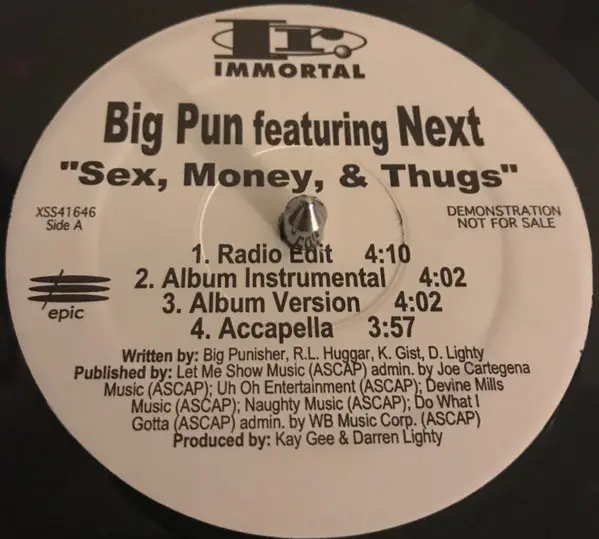 Ir.
IMMORTAL
Big Pun featuring Next
"Sex, Money, & Thugs"
XSS41646
Side A
DEMONSTRATION
NOT FOR SALE
1. Radio Edit 4:10
2. Album Instrumental 4:02
3. Album Version 4:02
4. Accapella 3:57
epic
Written by: Big Punisher, R.L. Huggar, K. Gist, D. Lighty
Published by: Let Me Show Music (ASCAP) admin. by Joe Cartegena
Music (ASCAP); Uh Oh Entertainment (ASCAP); Devine Mills
Music (ASCAP); Naughty Music (ASCAP); Do What I
Gotta (ASCAP) admin. by WB Music Corp. (ASCAP)
Produced by: Kay Gee & Darren Lighty